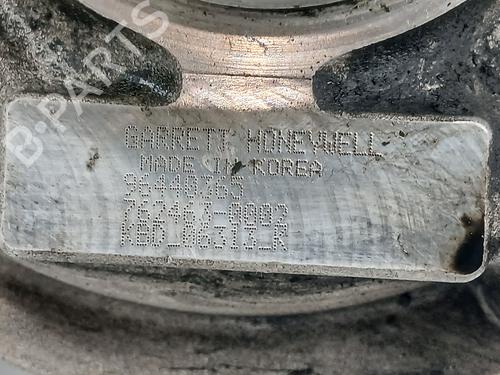 B-PARTS
GARRETT HONEYWELL
MADE IN KOREA
96440365
762463-0002
KBD_06313_R